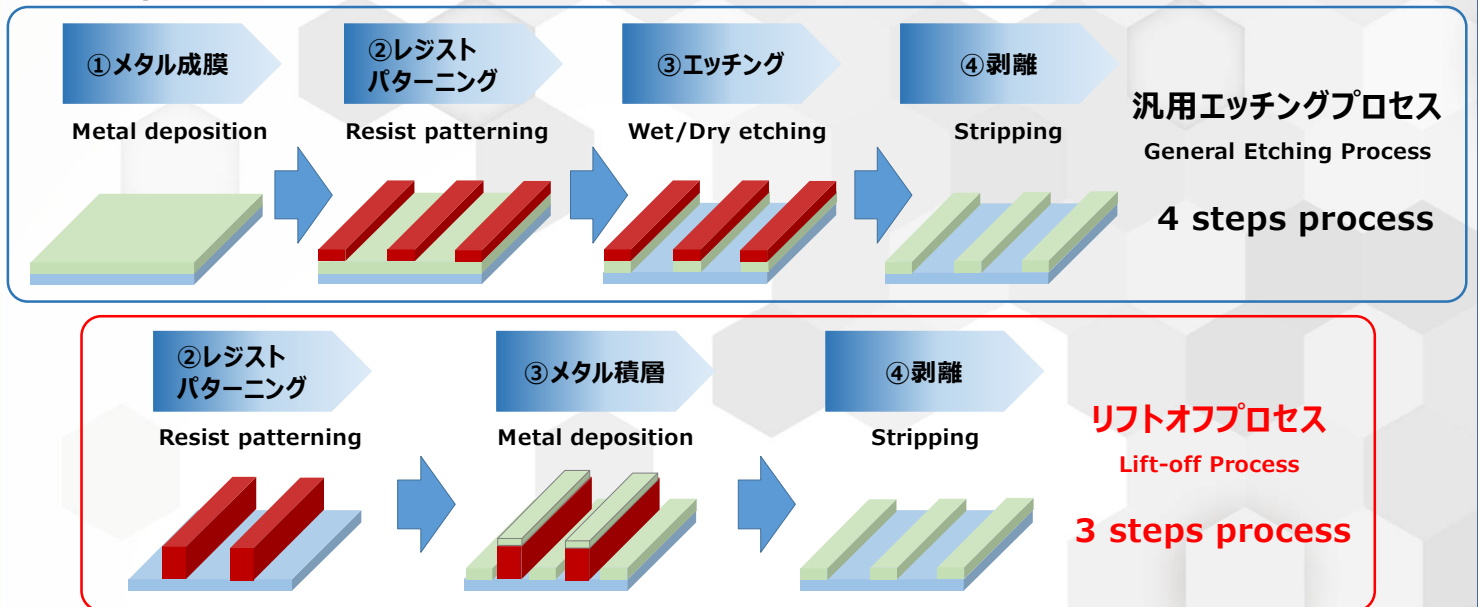 ①メタル成膜
②レジスト
パターニング
③エッチング
④剥離
Metal deposition
Resist patterning
Wet/Dry etching
Stripping
汎用エッチングプロセス
General Etching Process
4 steps process
②レジスト
パターニング
③メタル積層
④剥離
Resist patterning
Metal deposition
Stripping
リフトオフプロセス
Lift-off Process
3 steps process